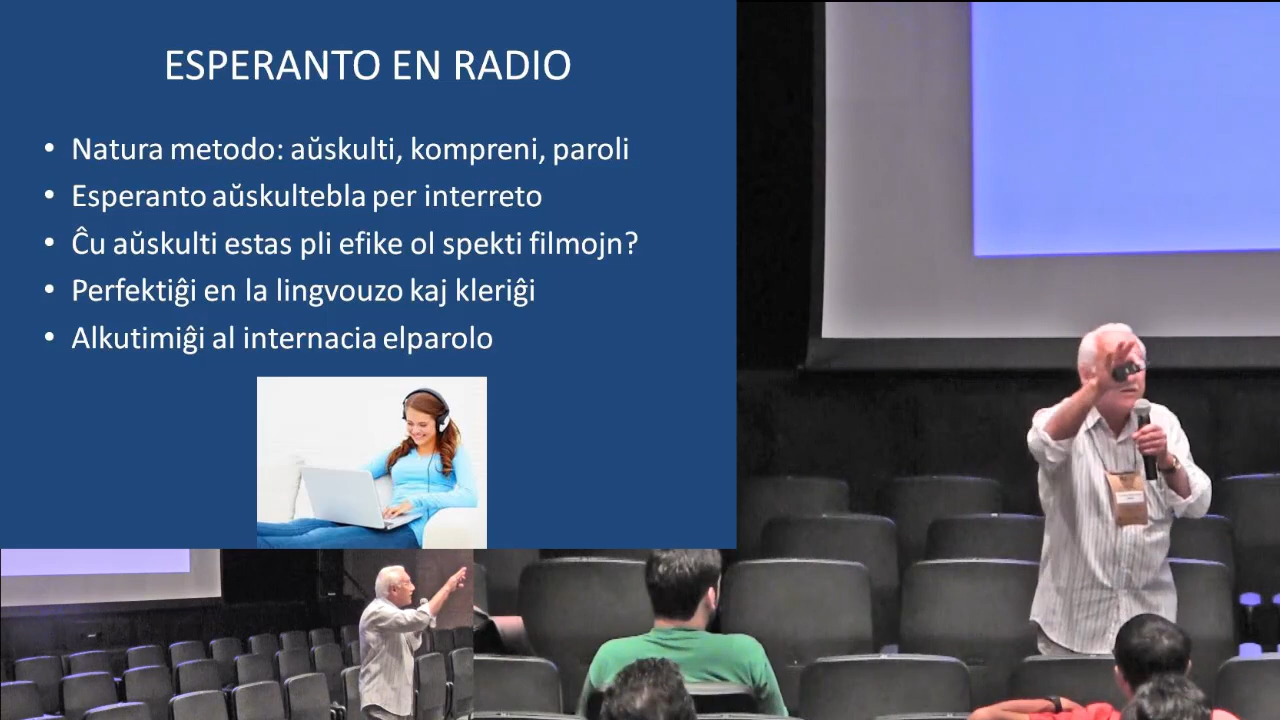 ESPERANTO EN RADIO
• Natura metodo: aŭskulti, kompreni, paroli
• Esperanto aŭskultebla per interreto
• Ĉu aŭskulti estas pli efike ol spekti filmojn?
• Perfektiĝi en la lingvouzo kaj kleriĝi
• Alkutimiĝi al internacia elparolo